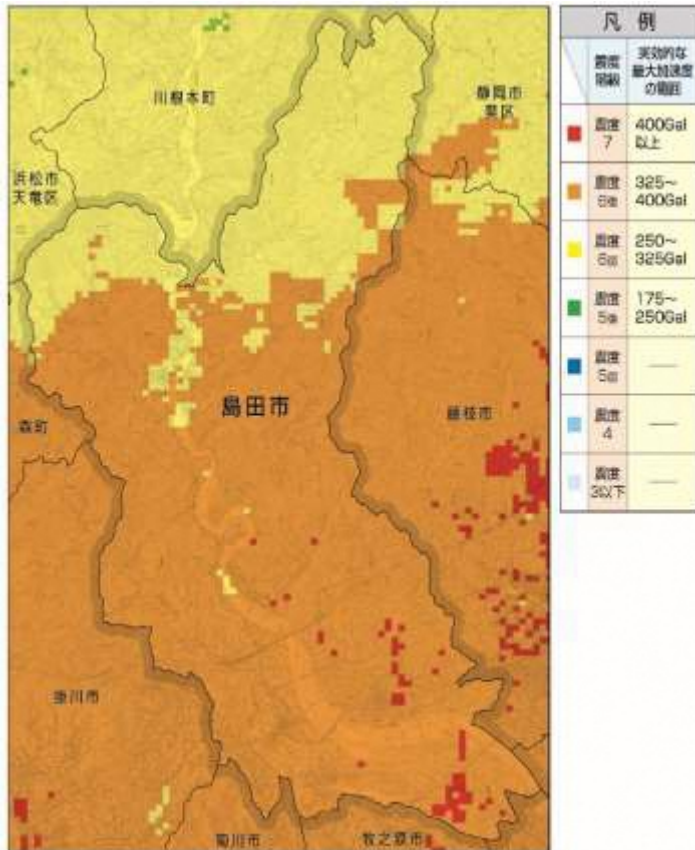 川根本町
静岡市
葵区
浜松市
天竜区
島田市
森町
藤枝市
掛川市
菊川市
牧之原市
凡 例
震度
階級
実効的な
最大加速度
の範囲
震度
7
400Gal
以上
震度
6強
325～
400Gal
震度
6弱
250～
325Gal
震度
5強
175～
250Gal
震度
5弱
——
震度
4
——
震度
3以下
——